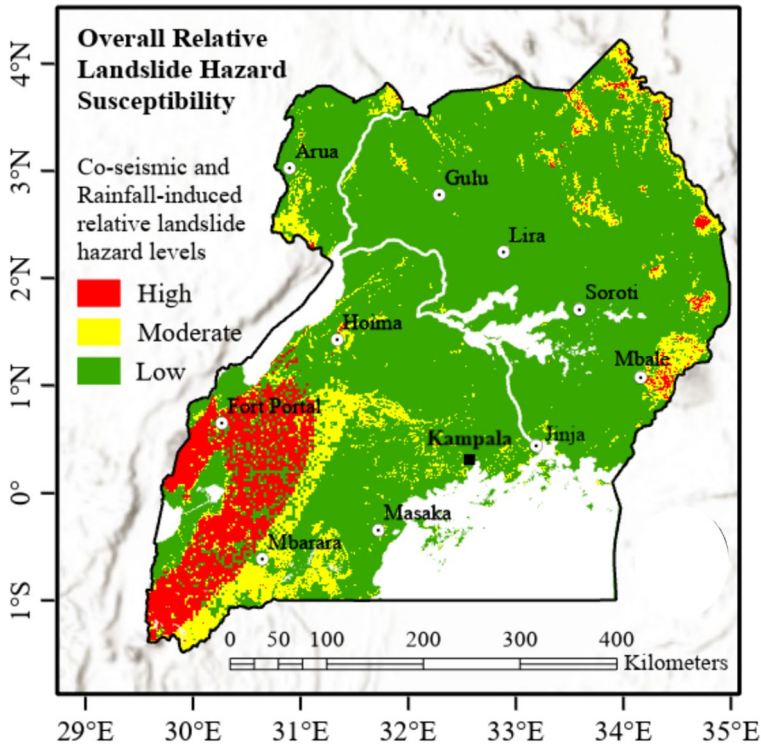 Overall Relative
Landslide Hazard
Susceptibility
Co-seismic and
Rainfall-induced
relative landslide
hazard levels
High
Moderate
Low
Arua
Gulu
Lira
Soroti
Hoima
Mbale
Fort Portal
Kampala
Jinja
Masaka
Mbarara
0 50 100 200 300 400
Kilometers
4°N
3°N
2°N
1°N
0°
1°S
29°E 30°E 31°E 32°E 33°E 34°E 35°E